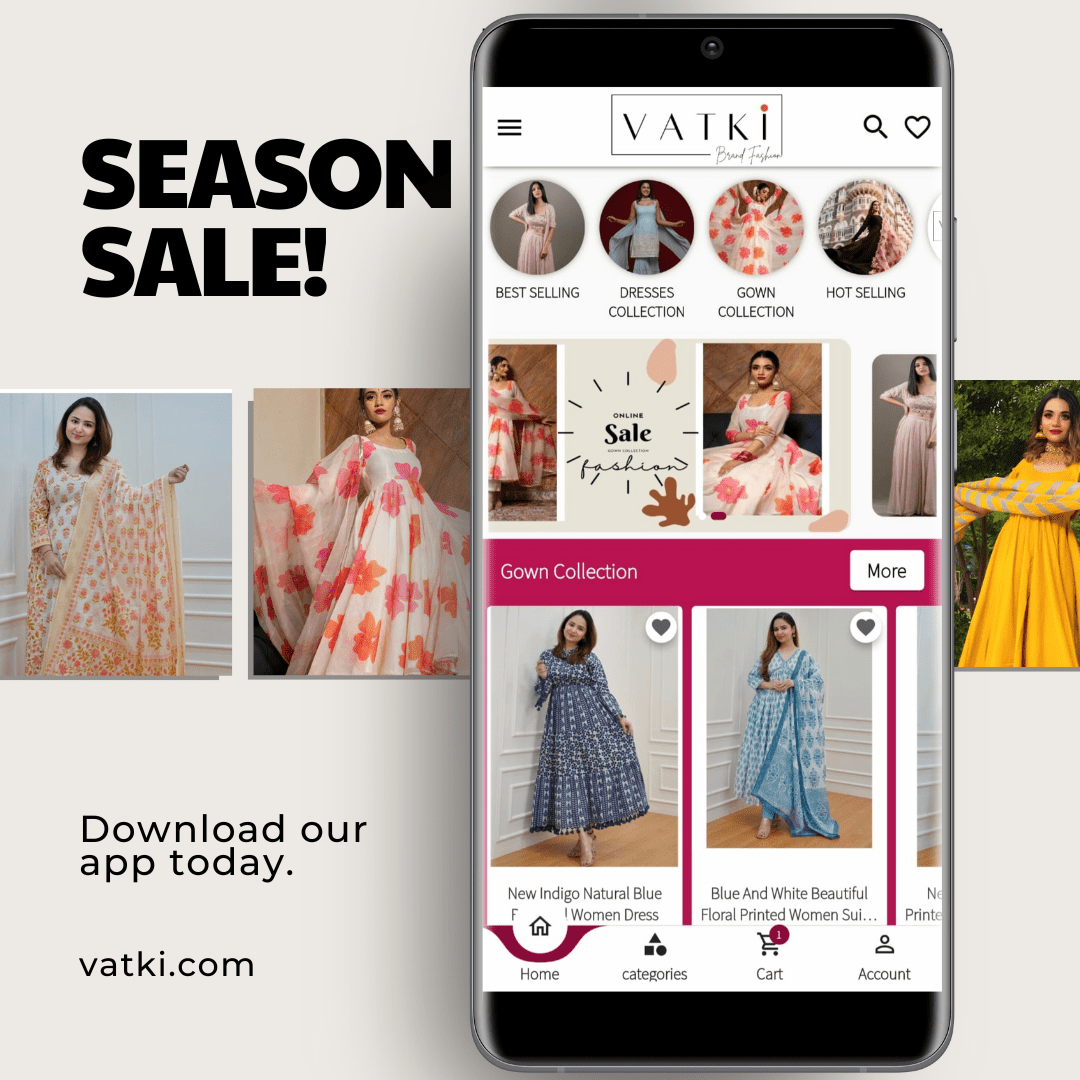 SEASON
SALE!
Download our
app today.
vatki.com
VATKi
Brand Fashion
BEST SELLING
DRESSES
COLLECTION
GOWN
COLLECTION
HOT SELLING
ONLINE
Sale
GOWN COLLECTION
fashion
Gown Collection
More
New Indigo Natural Blue
Women Dress
Blue And White Beautiful
Floral Printed Women Sui...
Home
categories
1
Cart
Account